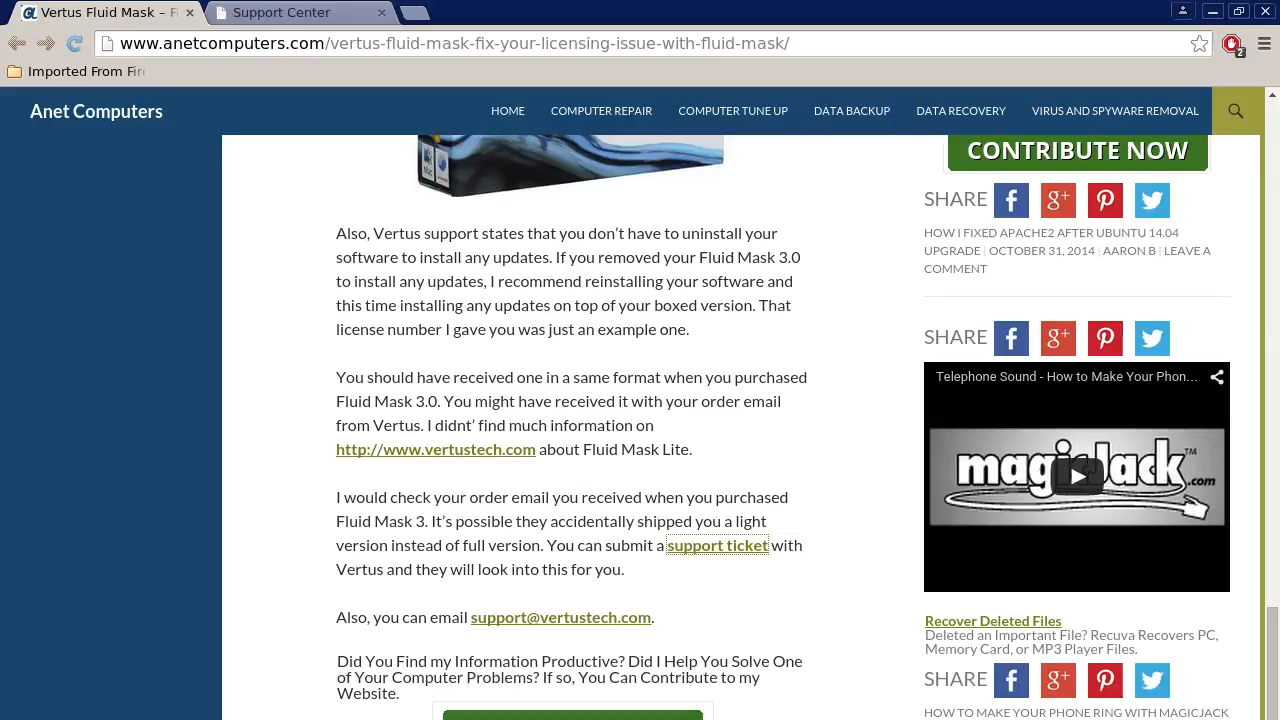 Vertus Fluid Mask – F
Support Center
www.anetcomputers.com/vertus-fluid-mask-fix-your-licensing-issue-with-fluid-mask/
2
Imported From Fire
Anet Computers
HOME COMPUTER REPAIR COMPUTER TUNE UP DATA BACKUP DATA RECOVERY VIRUS AND SPYWARE REMOVAL
Mac
Also, Vertus support states that you don’t have to uninstall your
software to install any updates. If you removed your Fluid Mask 3.0
to install any updates, I recommend reinstalling your software and
this time installing any updates on top of your boxed version. That
license number I gave you was just an example one.
You should have received one in a same format when you purchased
Fluid Mask 3.0. You might have received it with your order email
from Vertus. I didnt’ find much information on
http://www.vertustech.com about Fluid Mask Lite.
I would check your order email you received when you purchased
Fluid Mask 3. It’s possible they accidentally shipped you a light
version instead of full version. You can submit a support ticket with
Vertus and they will look into this for you.
Also, you can email support@vertustech.com.
Did You Find my Information Productive? Did I Help You Solve One
of Your Computer Problems? If so, You Can Contribute to my
Website.
CONTRIBUTE NOW
SHARE f g+ P
HOW I FIXED APACHE2 AFTER UBUNTU 14.04
UPGRADE | OCTOBER 31, 2014 | AARON B | LEAVE A
COMMENT
SHARE f g+ P
Telephone Sound - How to Make Your Phon...
magicJack™
.com
Recover Deleted Files
Deleted an Important File? Recuva Recovers PC,
Memory Card, or MP3 Player Files.
SHARE f g+ P
HOW TO MAKE YOUR PHONE RING WITH MAGICJACK